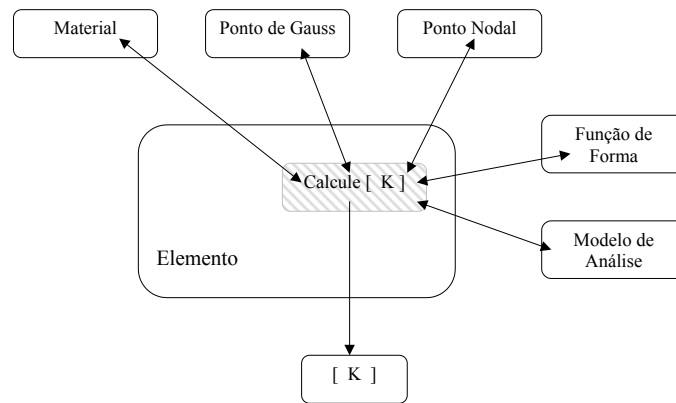 Material
Ponto de Gauss
Ponto Nodal
Função de
Forma
Calcule [ K ]
Modelo de
Análise
Elemento
[ K ]